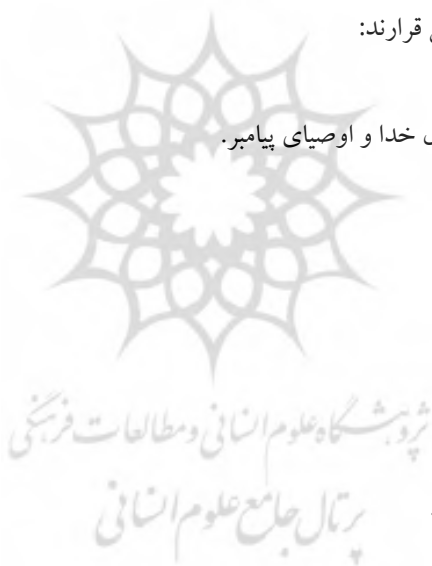 قرارند:
خدا و اوصیای پیامبر.
پژوهشگاه علوم انسانی و مطالعات فرهنگی
پرتال جامع علوم انسانی